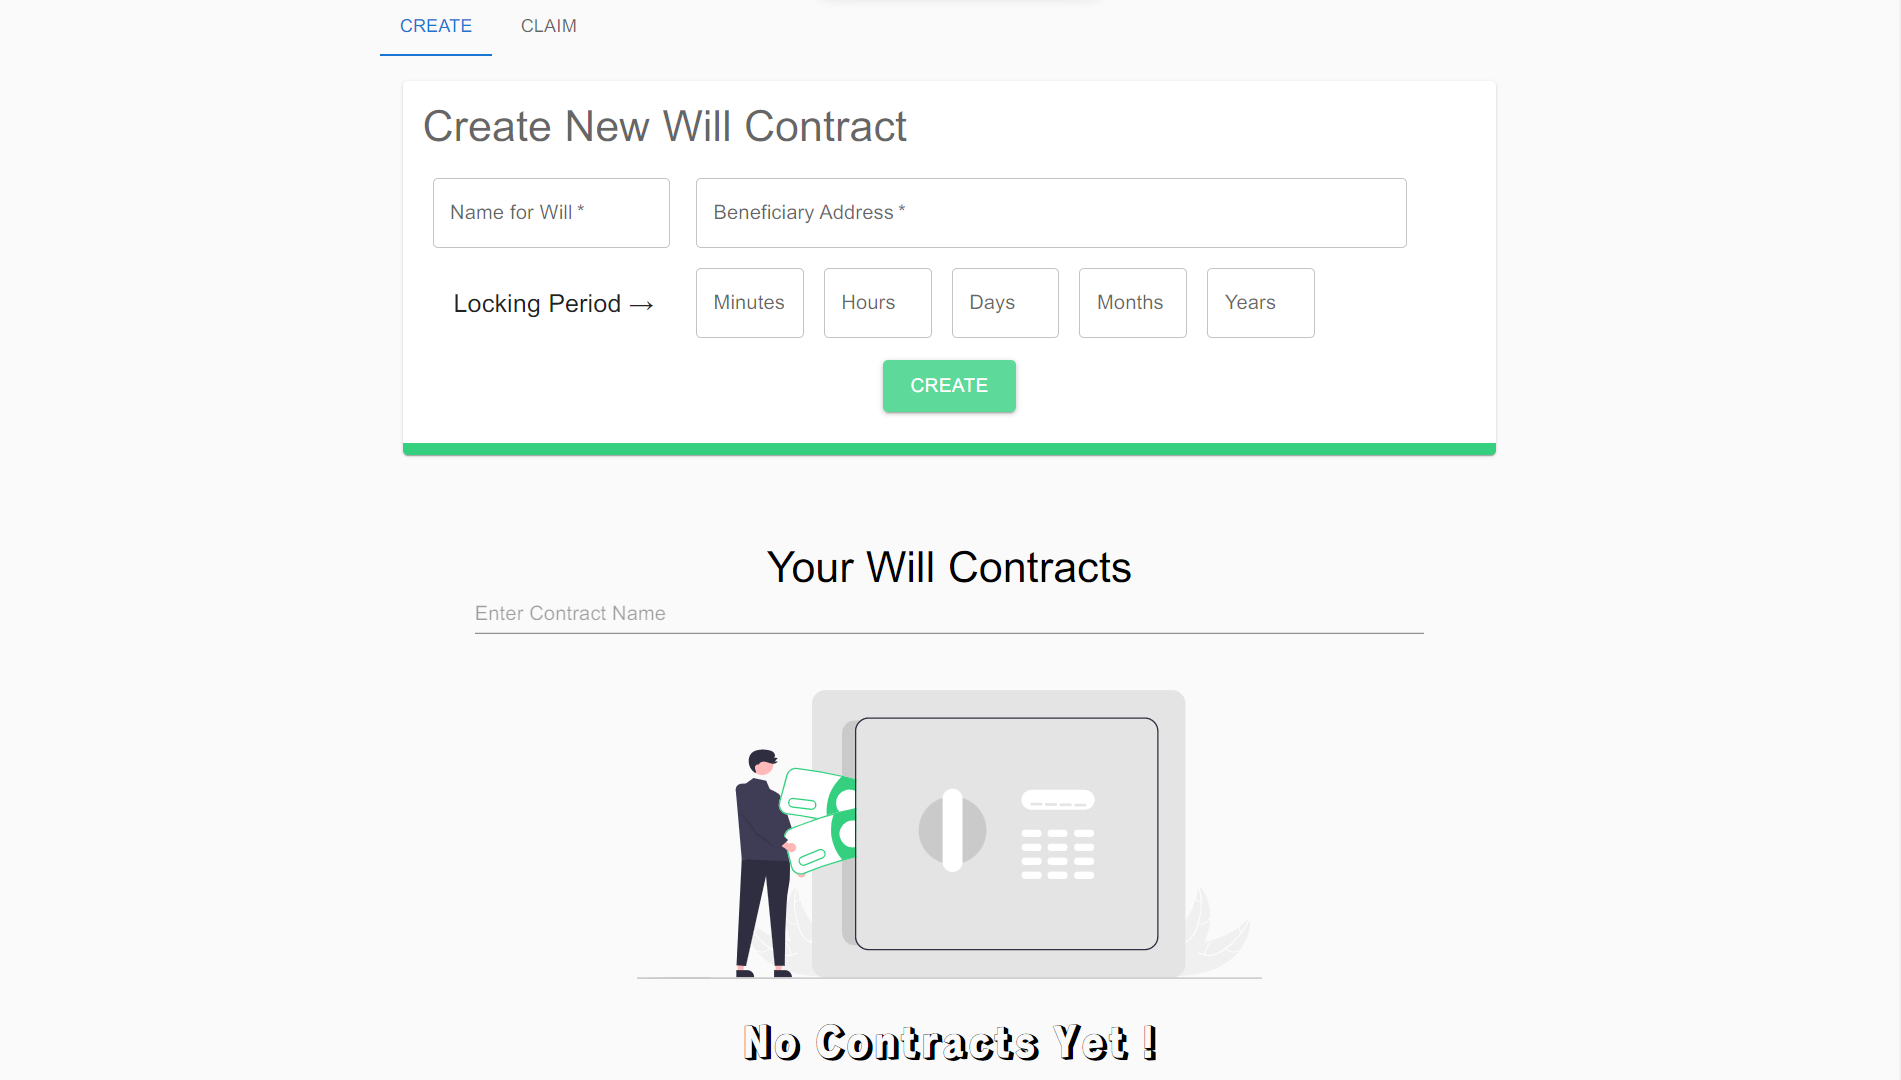 CREATE CLAIM
Create New Will Contract
Name for Will * Beneficiary Address *
Locking Period → Minutes Hours Days Months Years
CREATE
Your Will Contracts
Enter Contract Name
No Contracts Yet !